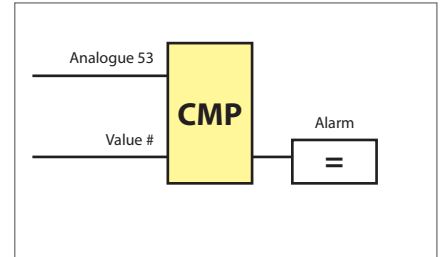 Analogue 53
CMP
Alarm
Value #
=